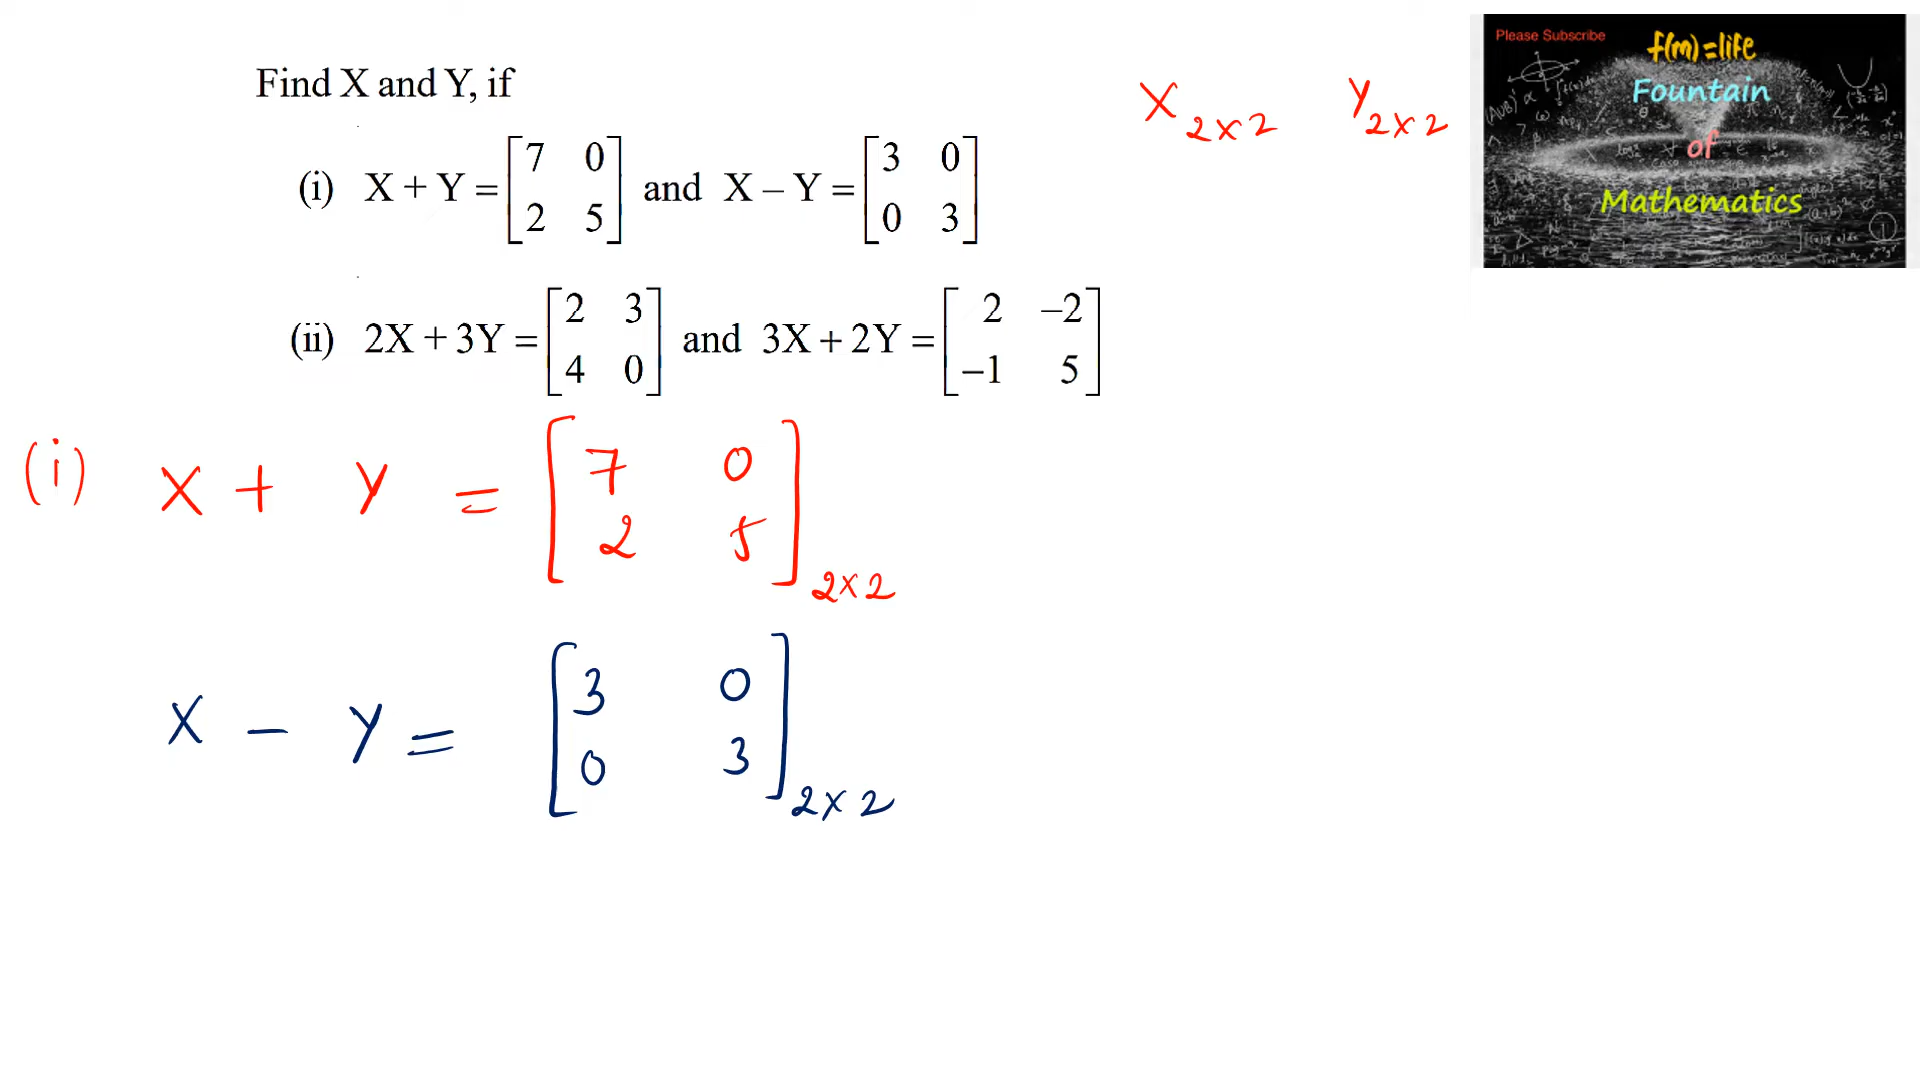 Find X and Y, if
(i) X + Y = [7 0
2 5] and X – Y = [3 0
0 3]
(ii) 2X + 3Y = [2 3
4 0] and 3X + 2Y = [2 –2
–1 5]
X 2×2 Y 2×2
Please Subscribe
f(m)=life
Fountain
of
Mathematics
(i) X + Y = [7 0
2 5] 2×2
X - Y = [3 0
0 3] 2×2